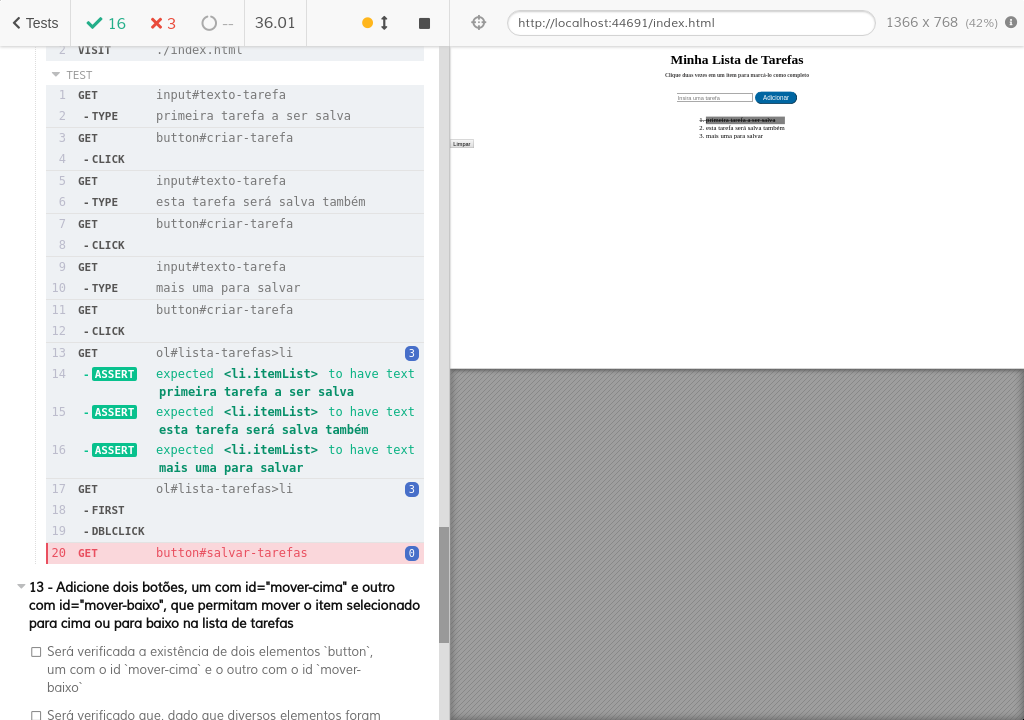 Tests 16 3 -- 36.01
http://localhost:44691/index.html 1366 x 768 (42%)
2 VISIT ./index.html
TEST
1 GET input#texto-tarefa
2 -TYPE primeira tarefa a ser salva
3 GET button#criar-tarefa
4 -CLICK
5 GET input#texto-tarefa
6 -TYPE esta tarefa será salva também
7 GET button#criar-tarefa
8 -CLICK
9 GET input#texto-tarefa
10 -TYPE mais uma para salvar
11 GET button#criar-tarefa
12 -CLICK
13 GET ol#lista-tarefas>li 3
14 -ASSERT expected <li.itemList> to have text
primeira tarefa a ser salva
15 -ASSERT expected <li.itemList> to have text
esta tarefa será salva também
16 -ASSERT expected <li.itemList> to have text
mais uma para salvar
17 GET ol#lista-tarefas>li 3
18 -FIRST
19 -DBLCLICK
20 GET button#salvar-tarefas 0
13 - Adicione dois botões, um com id="mover-cima" e outro
com id="mover-baixo", que permitam mover o item selecionado
para cima ou para baixo na lista de tarefas
Será verificada a existência de dois elementos `button`,
um com o id `mover-cima` e o outro com o id `mover-
baixo`
Será verificado que, dado que diversos elementos foram
Minha Lista de Tarefas
Clique duas vezes em um item para marcá-lo como completo
Insira uma tarefa Adicionar
1. primeira tarefa a ser salva
2. esta tarefa será salva também
3. mais uma para salvar
Limpar